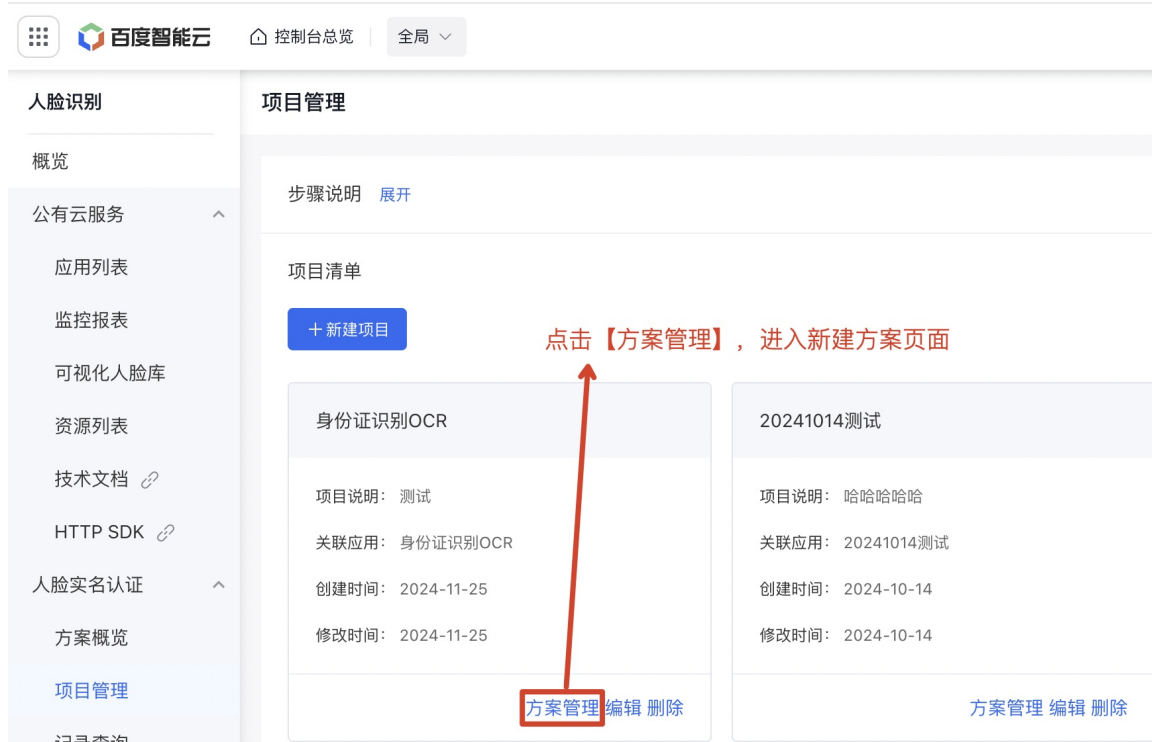 百度智能云 控制台总览 全局
人脸识别
概览
公有云服务
应用列表
监控报表
可视化人脸库
资源列表
技术文档
HTTP SDK
人脸实名认证
方案概览
项目管理
记录查询
项目管理
步骤说明 展开
项目清单
+新建项目
点击【方案管理】，进入新建方案页面
身份证识别OCR
项目说明： 测试
关联应用： 身份证识别OCR
创建时间： 2024-11-25
修改时间： 2024-11-25
方案管理 编辑 删除
20241014测试
项目说明： 哈哈哈哈哈
关联应用： 20241014测试
创建时间： 2024-10-14
修改时间： 2024-10-14
方案管理 编辑 删除